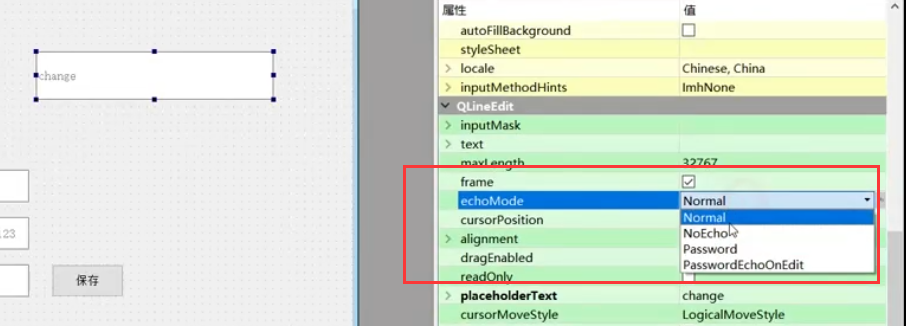 属性 值
autoFillBackground
styleSheet
change
locale Chinese, China
inputMethodHints ImhNone
QLineEdit
inputMask
text
maxLength 32767
frame
echoMode Normal
Normal
cursorPosition
NoEcho
.23
alignment
Password
dragEnabled
PasswordEchoOnEdit
保存
readOnly
placeholderText change
cursorMoveStyle LogicalMoveStyle